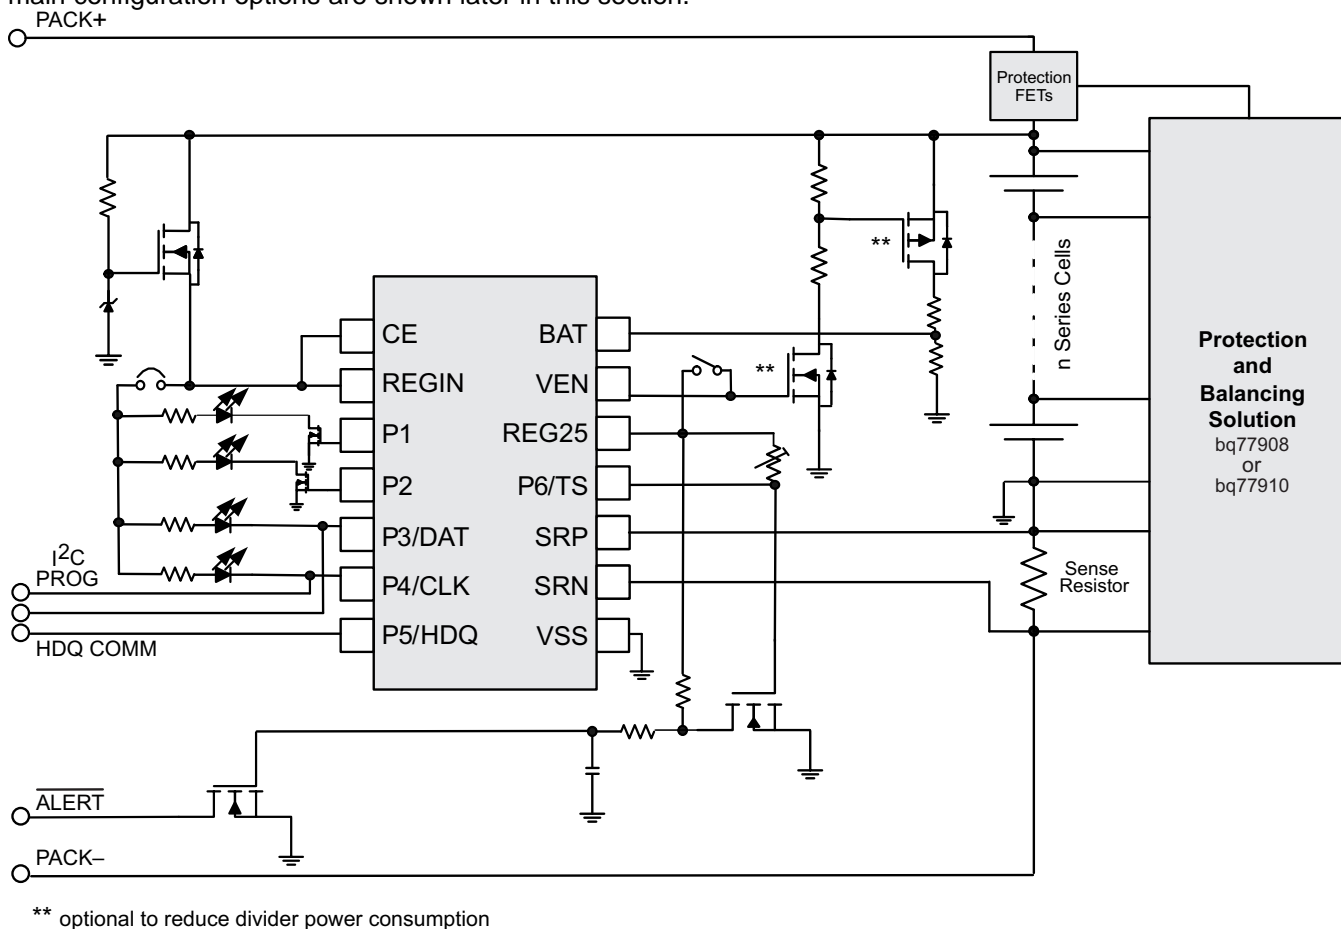 main configuration options are shown later in this section.
PACK+
Protection
FETs
**
n Series Cells
CE
BAT
REGIN
VEN
**
P1
REG25
P2
P6/TS
P3/DAT
SRP
P4/CLK
SRN
P5/HDQ
VSS
Protection
and
Balancing
Solution
bq77908
or
bq77910
I2C
PROG
HDQ COMM
Sense
Resistor
ALERT
PACK–
** optional to reduce divider power consumption